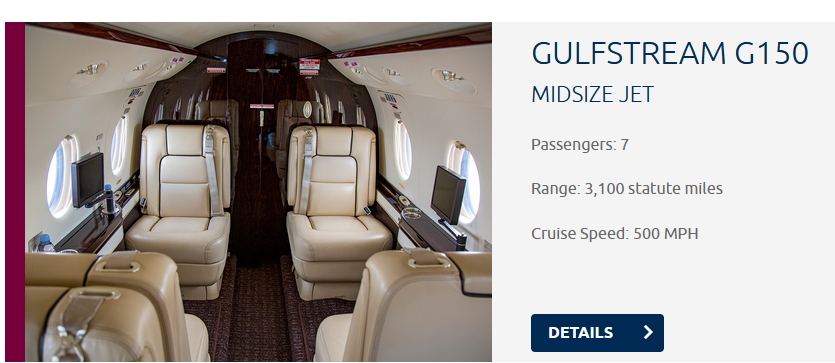 GULFSTREAM G150
MIDSIZE JET
Passengers: 7
Range: 3,100 statute miles
Cruise Speed: 500 MPH
DETAILS